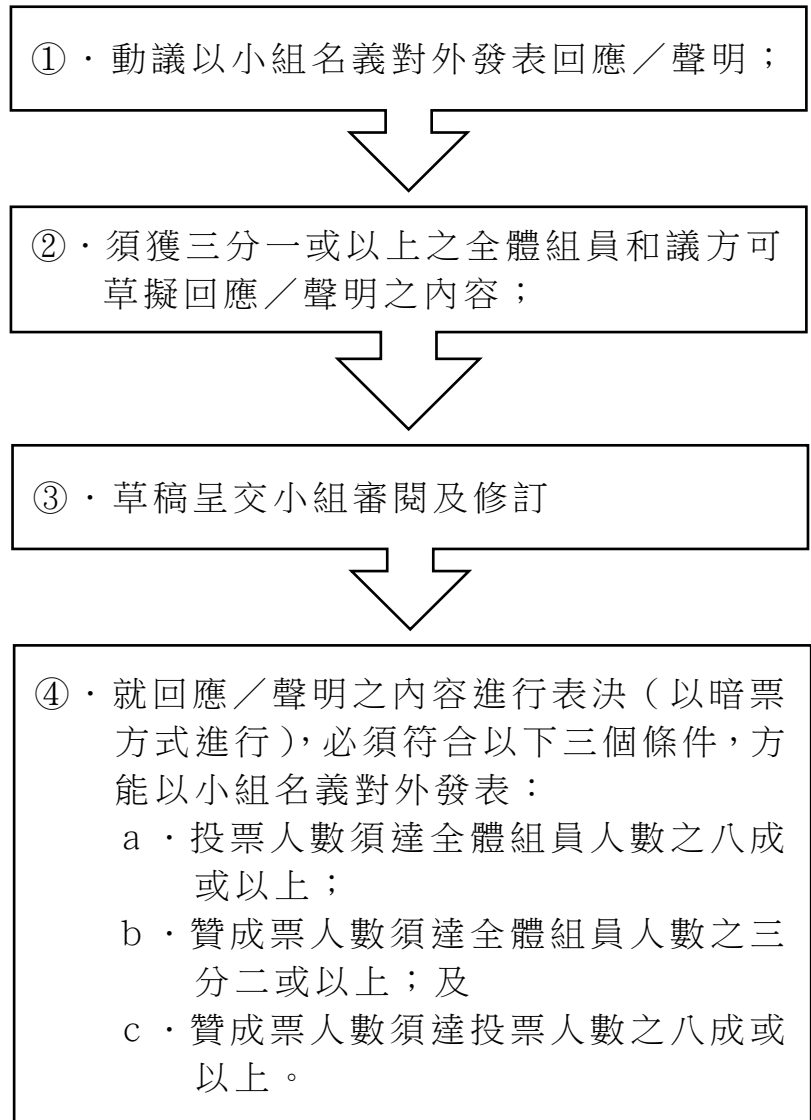 ①．動議以小組名義對外發表回應／聲明；
②．須獲三分一或以上之全體組員和議方可
草擬回應／聲明之內容；
③．草稿呈交小組審閱及修訂
④．就回應／聲明之內容進行表決（以暗票
方式進行），必須符合以下三個條件，方
能以小組名義對外發表：
ａ．投票人數須達全體組員人數之八成
或以上；
ｂ．贊成票人數須達全體組員人數之三
分二或以上；及
ｃ．贊成票人數須達投票人數之八成或
以上。